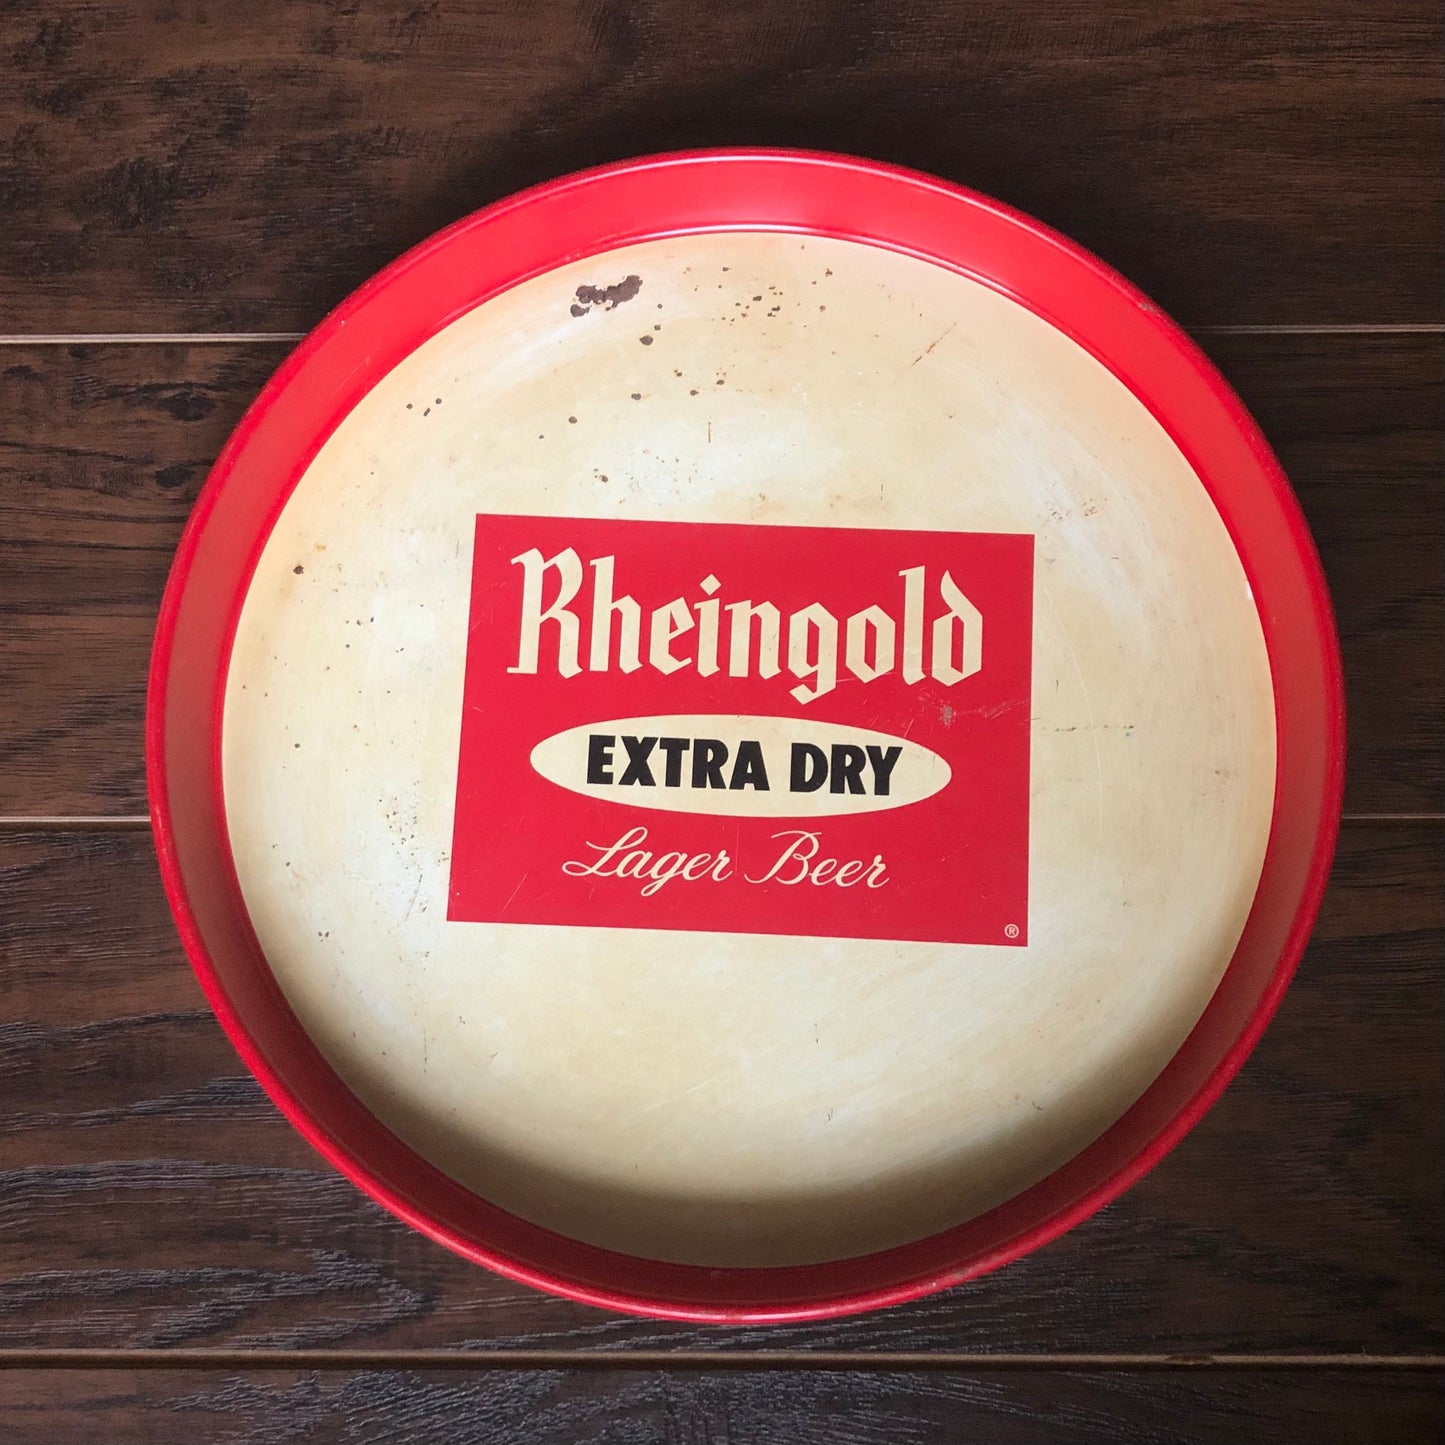 Rheingold
EXTRA DRY
Lager Beer
®